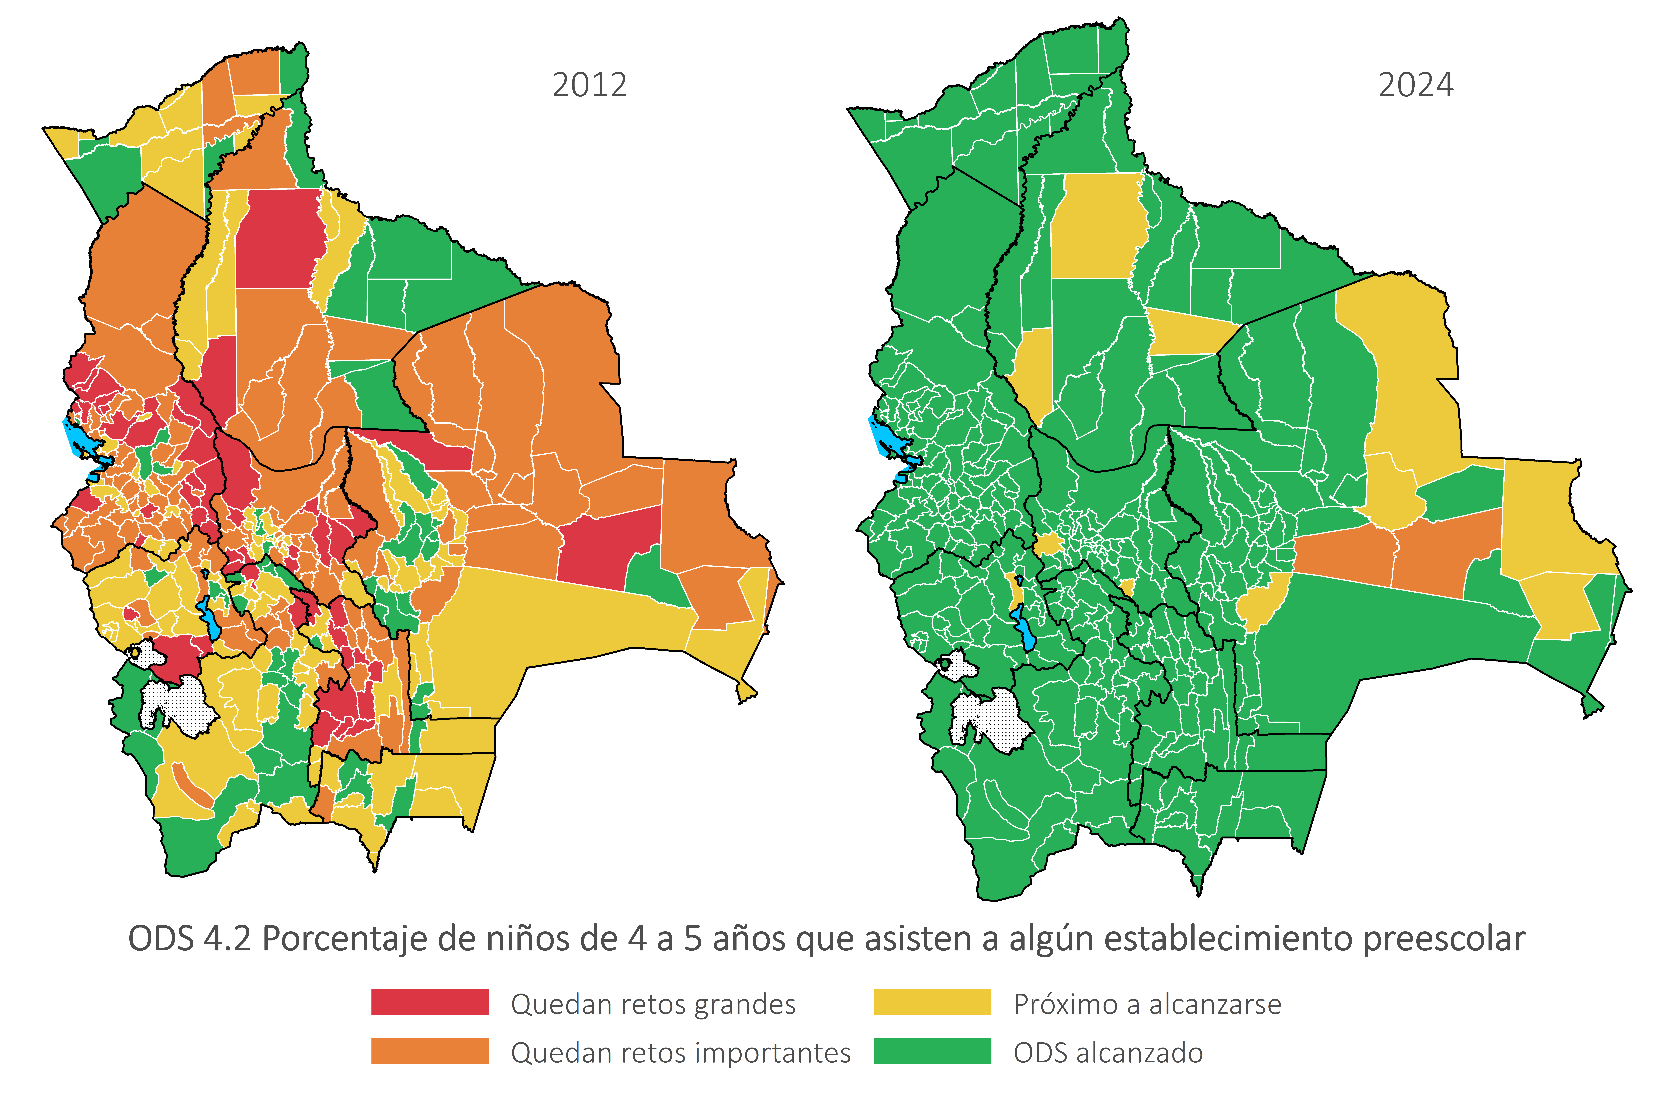 2012
2024
ODS 4.2 Porcentaje de niños de 4 a 5 años que asisten a algún establecimiento preescolar
Quedan retos grandes
Próximo a alcanzarse
Quedan retos importantes
ODS alcanzado